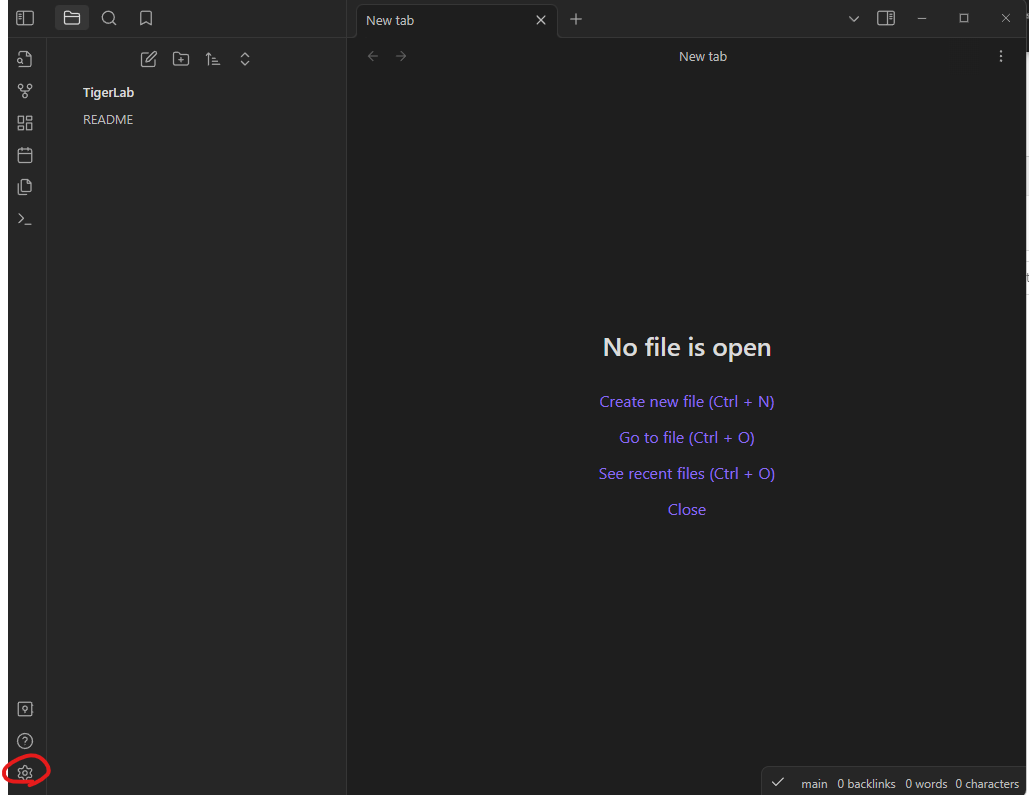 New tab
New tab
TigerLab
README
No file is open
Create new file (Ctrl + N)
Go to file (Ctrl + O)
See recent files (Ctrl + O)
Close
main 0 backlinks 0 words 0 characters